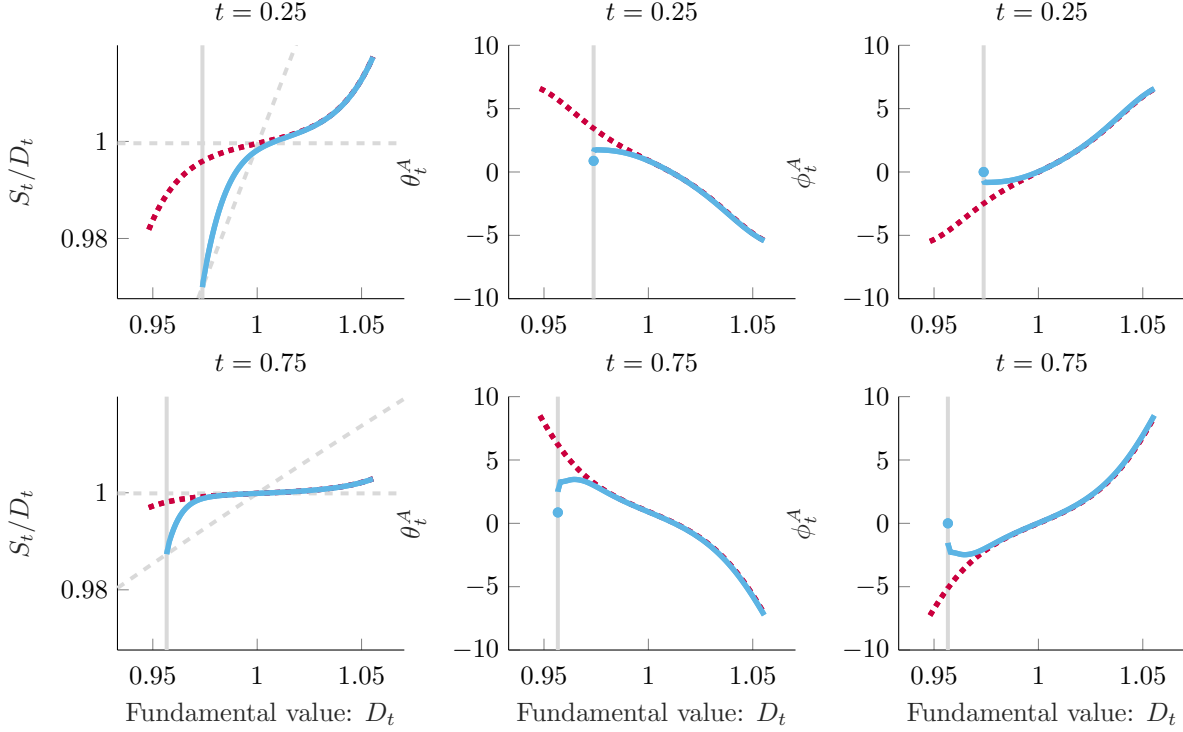 t = 0.25 t = 0.25 t = 0.25
S_t/D_t
1
0.98
0.95 1 1.05
θ_t^A
10
5
0
−5
−10
0.95 1 1.05
ϕ_t^A
10
5
0
−5
−10
0.95 1 1.05
t = 0.75 t = 0.75 t = 0.75
S_t/D_t
1
0.98
0.95 1 1.05
Fundamental value: D_t
θ_t^A
10
5
0
−5
−10
0.95 1 1.05
Fundamental value: D_t
ϕ_t^A
10
5
0
−5
−10
0.95 1 1.05
Fundamental value: D_t